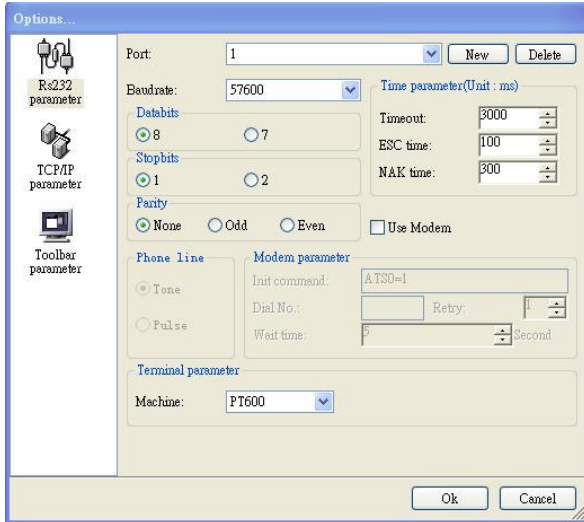 Options...
Rs232
parameter
TCP/IP
parameter
Toolbar
parameter
Port: 1 New Delete
Baudrate: 57600
Time parameter(Unit : ms)
Timeout: 3000
ESC time: 100
NAK time: 300
Databits
8 7
Stopbits
1 2
Parity
None Odd Even
Use Modem
Phone line
Tone
Pulse
Modem parameter
Init command: ATS0=1
Dial No.: Retry: 1
Wait time: 5 Second
Terminal parameter
Machine: PT600
Ok Cancel